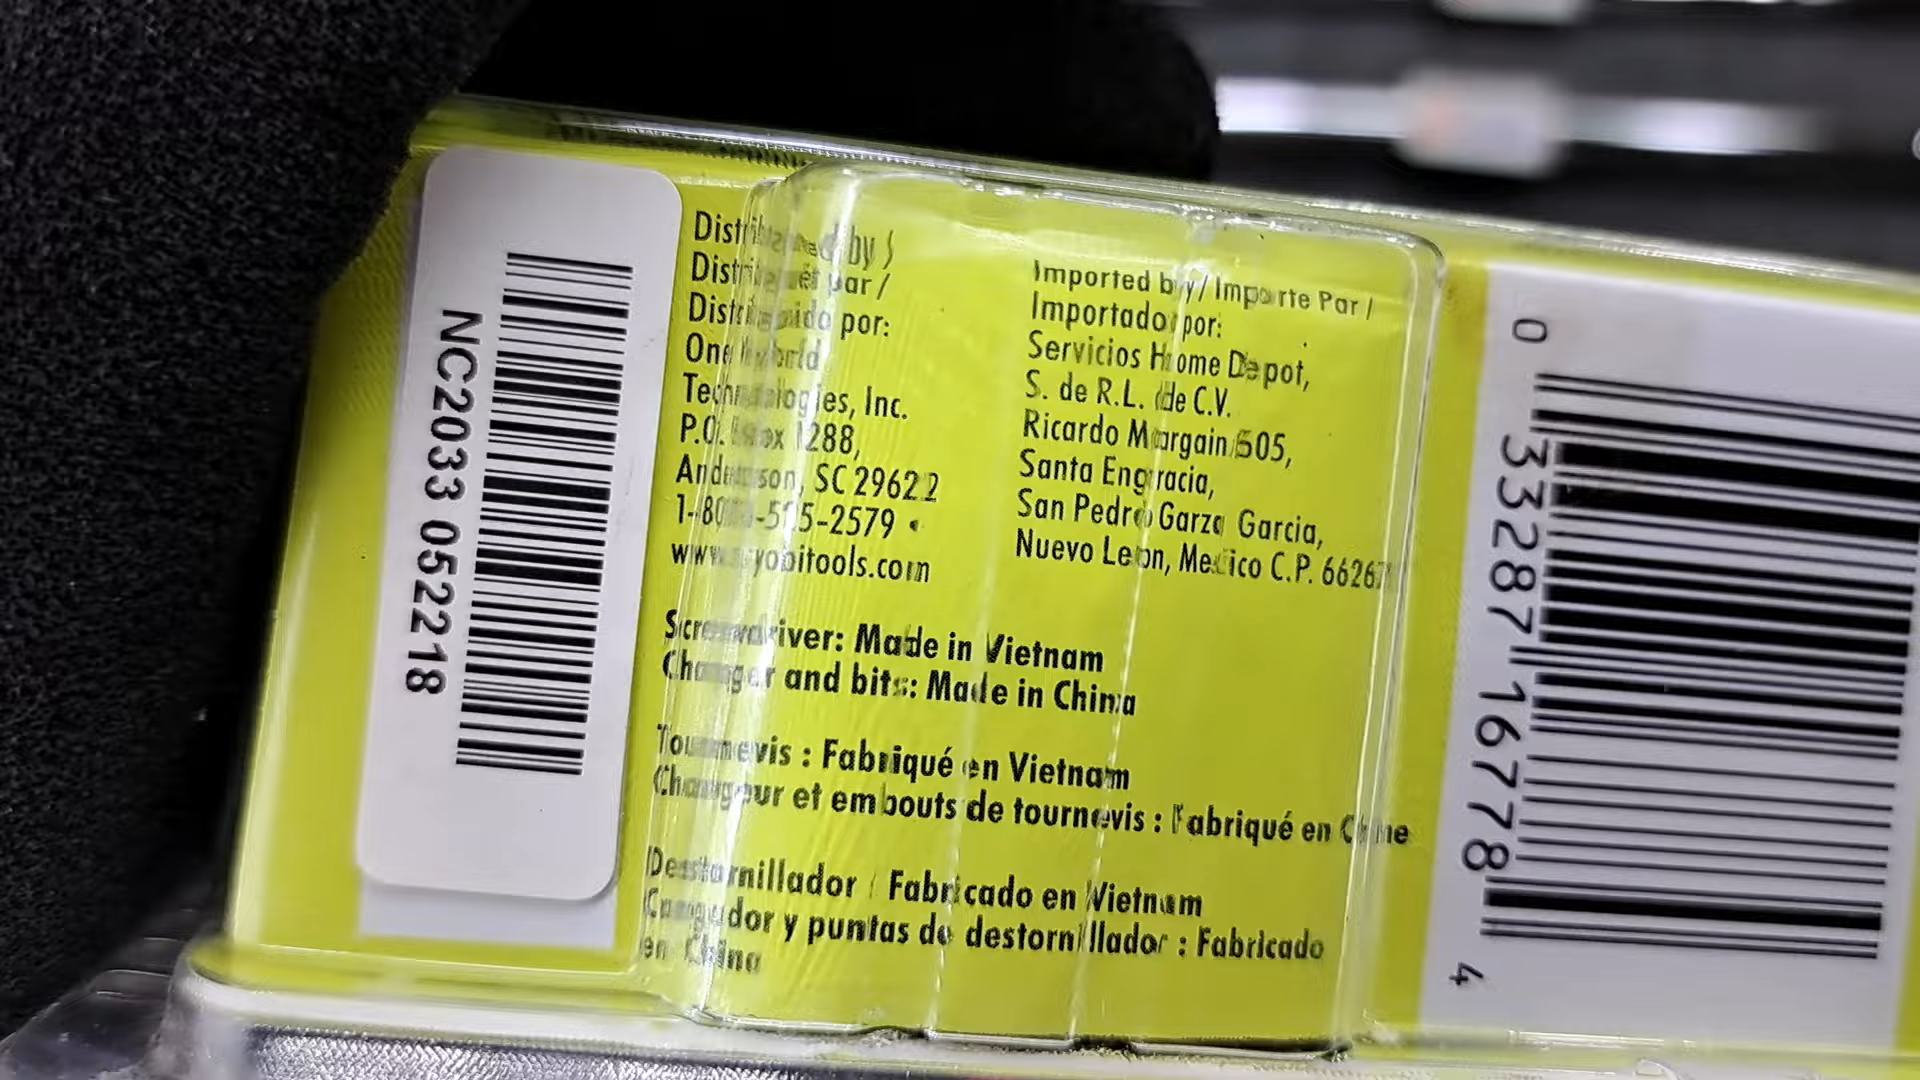 NC2033 052218
Distributed by /
Distribué par /
Distribuido por:
One World
Technologies, Inc.
P.O. Box 1288,
Anderson, SC 29622
1-800-525-2579 •
www.ryobitools.com
Imported by / Importe Par /
Importado por:
Servicios Home Depot,
S. de R.L. de C.V.
Ricardo Margain 605,
Santa Engracia,
San Pedro Garza Garcia,
Nuevo Leon, Mexico C.P. 66267
Screwdriver: Made in Vietnam
Changer and bits: Made in China
Tournevis : Fabriqué en Vietnam
Changeur et embouts de tournevis : Fabriqué en Chine
Destornillador : Fabricado en Vietnam
Cargador y puntas de destornillador : Fabricado
en China
0 33287 16778 4